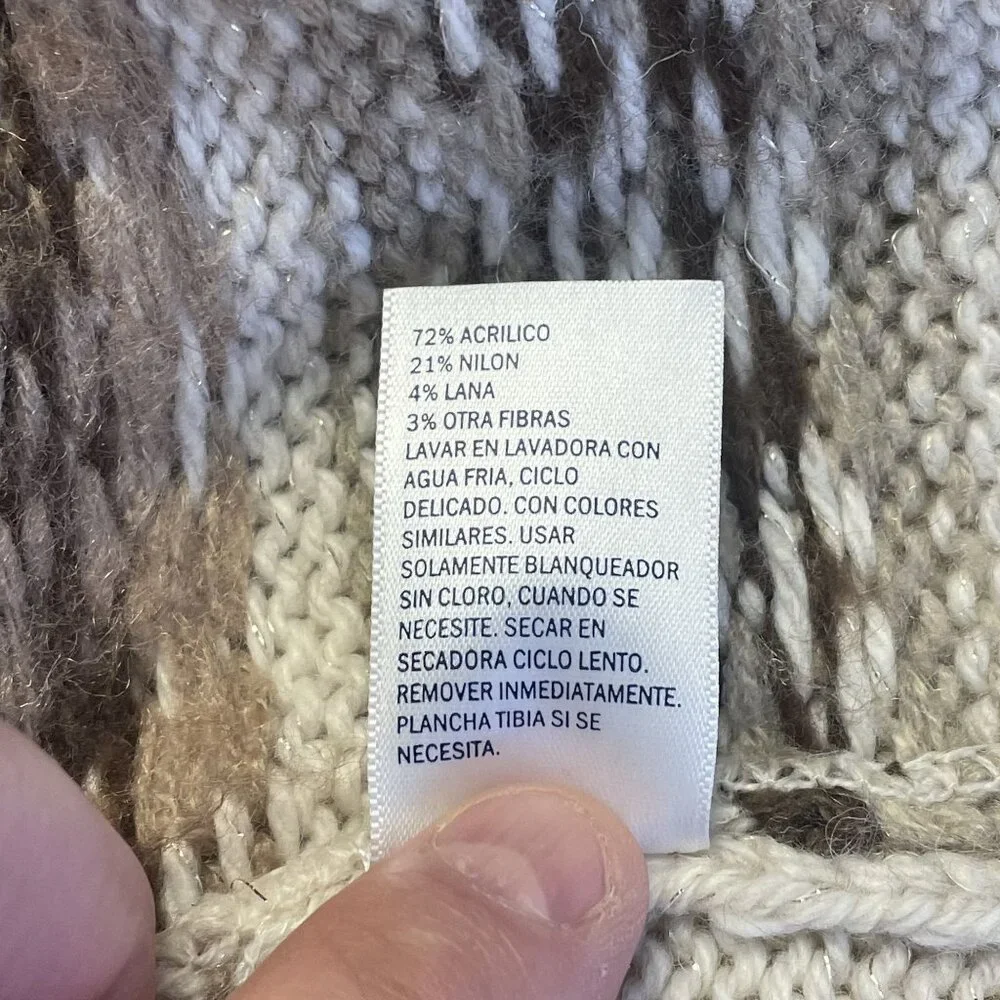 72% ACRILICO
21% NILON
4% LANA
3% OTRA FIBRAS
LAVAR EN LAVADORA CON
AGUA FRIA, CICLO
DELICADO. CON COLORES
SIMILARES. USAR
SOLAMENTE BLANQUEADOR
SIN CLORO, CUANDO SE
NECESITE. SECAR EN
SECADORA CICLO LENTO.
REMOVER INMEDIATAMENTE.
PLANCHA TIBIA SI SE
NECESITA.